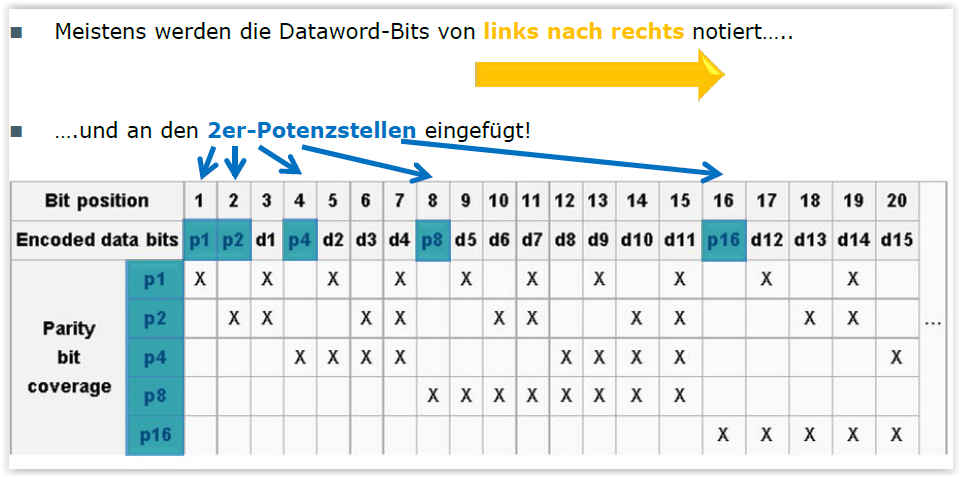 Meistens werden die Dataword-Bits von links nach rechts notiert…..
….und an den 2er-Potenzstellen eingefügt!
Bit position 1 2 3 4 5 6 7 8 9 10 11 12 13 14 15 16 17 18 19 20
Encoded data bits p1 p2 d1 p4 d2 d3 d4 p8 d5 d6 d7 d8 d9 d10 d11 p16 d12 d13 d14 d15
Parity bit coverage
p1 X X X X X X X X X X
p2 X X X X X X X X X X
...
p4 X X X X X X X X X
p8 X X X X X X X X
p16 X X X X X